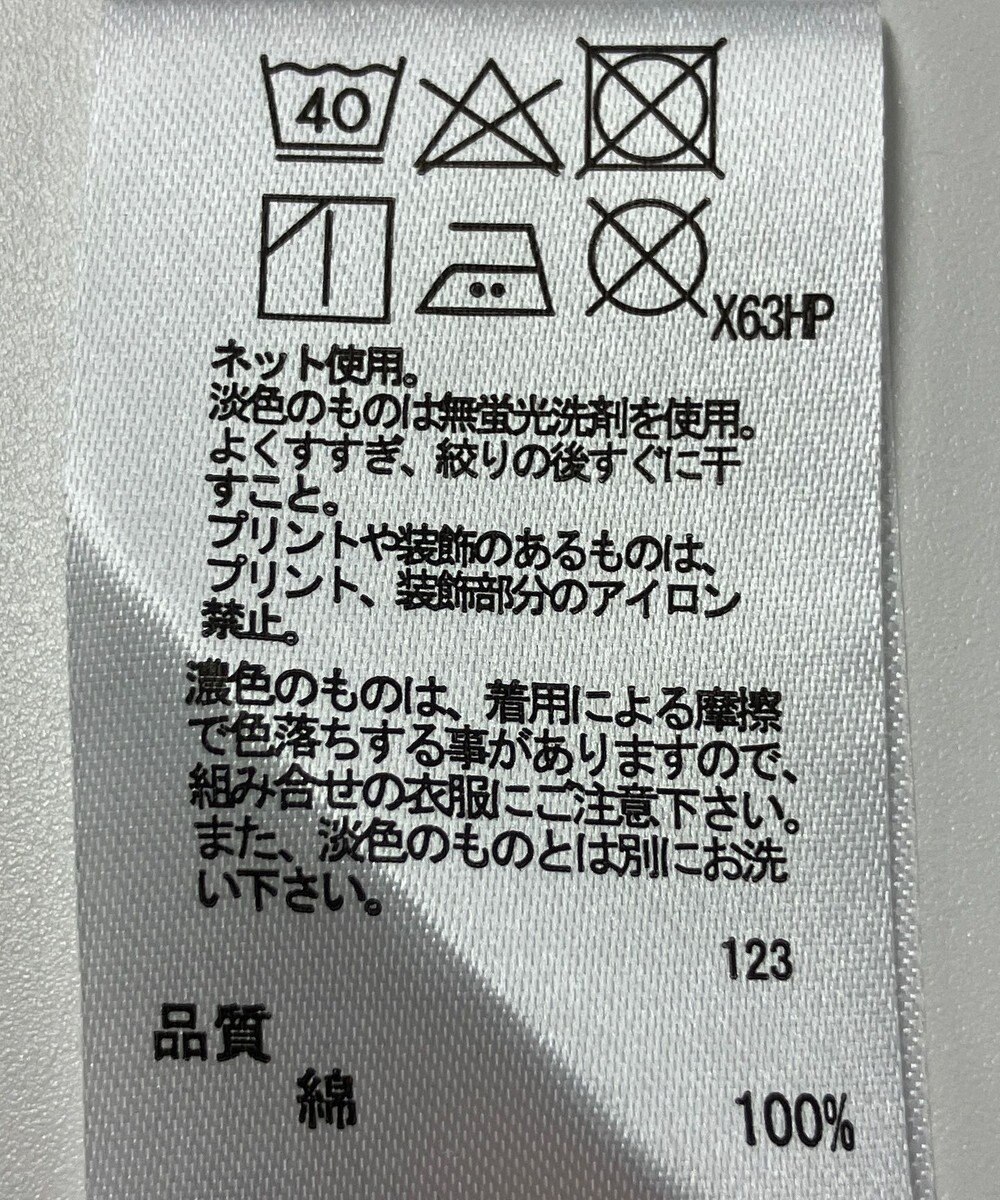 40
X63HP
ネット使用。
淡色のものは無蛍光洗剤を使用。
よくすすぎ、絞りの後すぐに干
すこと。
プリントや装飾のあるものは、
プリント、装飾部分のアイロン
禁止。
濃色のものは、着用による摩擦
で色落ちする事がありますので、
組み合せの衣服にご注意下さい。
また、淡色のものとは別にお洗
い下さい。
123
品質
綿 100%